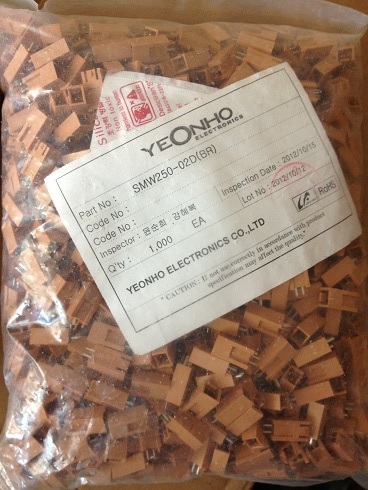 YEONHO
ELECTRONICS
Part No : SMW250-02D(BR)
Code No :
Code No : Inspection Date : 2012/10/15
Inspector : 윤순희 강해복 Lot No : 2012/10/12
Q'ty : 1,000 EA
RoHS
YEONHO ELECTRONICS CO.,LTD
"CAUTION: If not use correctly in accordance with product
specification may affect the quality."
Silica